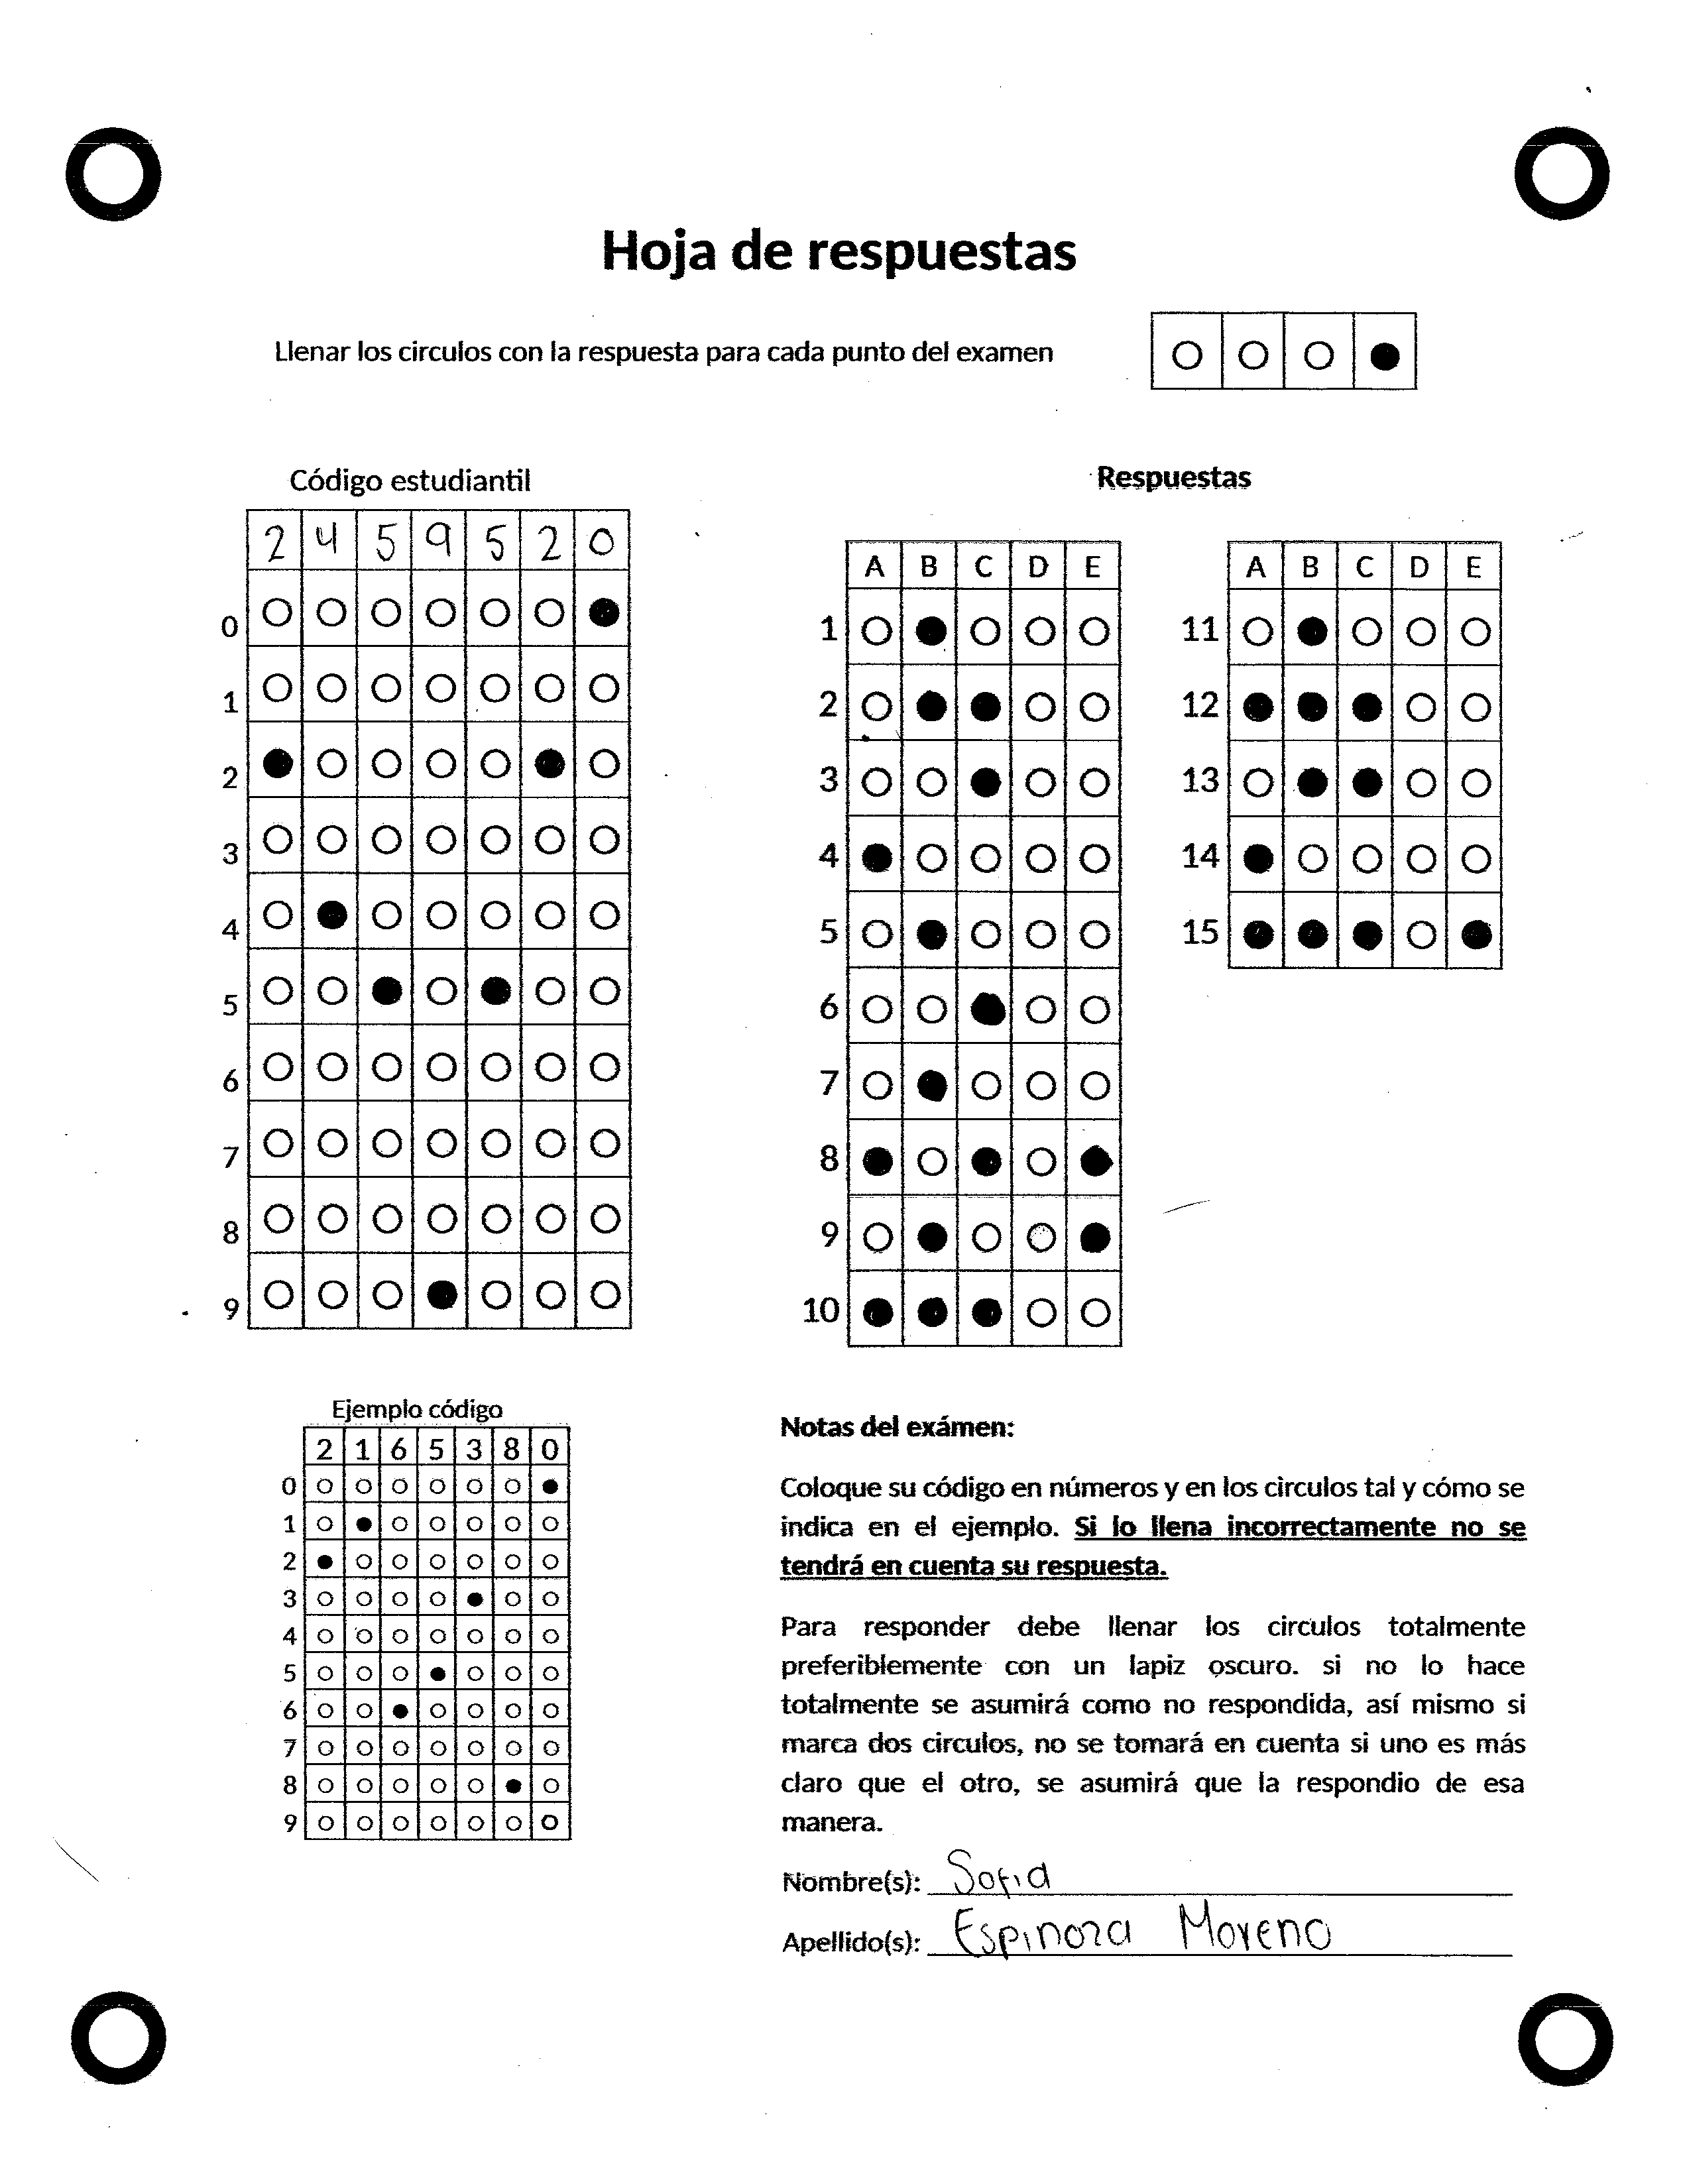 Hoja de respuestas
Llenar los circulos con la respuesta para cada punto del examen
Código estudiantil
2 4 5 9 5 2 0
0
1
2
3
4
5
6
7
8
9
Respuestas
A B C D E
1
2
3
4
5
6
7
8
9
10
A B C D E
11
12
13
14
15
Ejemplo código
2 1 6 5 3 8 0
0
1
2
3
4
5
6
7
8
9
Notas del exámen:
Coloque su código en números y en los circulos tal y cómo se
indica en el ejemplo. Si lo llena incorrectamente no se
tendrá en cuenta su respuesta.
Para responder debe llenar los circulos totalmente
preferiblemente con un lapiz oscuro. si no lo hace
totalmente se asumirá como no respondida, así mismo si
marca dos circulos, no se tomará en cuenta si uno es más
claro que el otro, se asumirá que la respondio de esa
manera.
Nombre(s): Sofia
Apellido(s): Espinoza Moreno